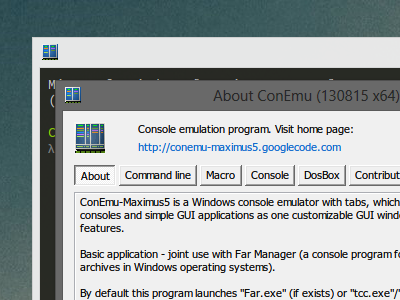 About ConEmu (130815 x64)
Console emulation program. Visit home page:
http://conemu-maximus5.googlecode.com
About Command line Macro Console DosBox Contribut
ConEmu-Maximus5 is a Windows console emulator with tabs, which
consoles and simple GUI applications as one customizable GUI windo
features.
Basic application - joint use with Far Manager (a console program fo
archives in Windows operating systems).
By default this program launches "Far.exe" (if exists) or "tcc.exe"/"